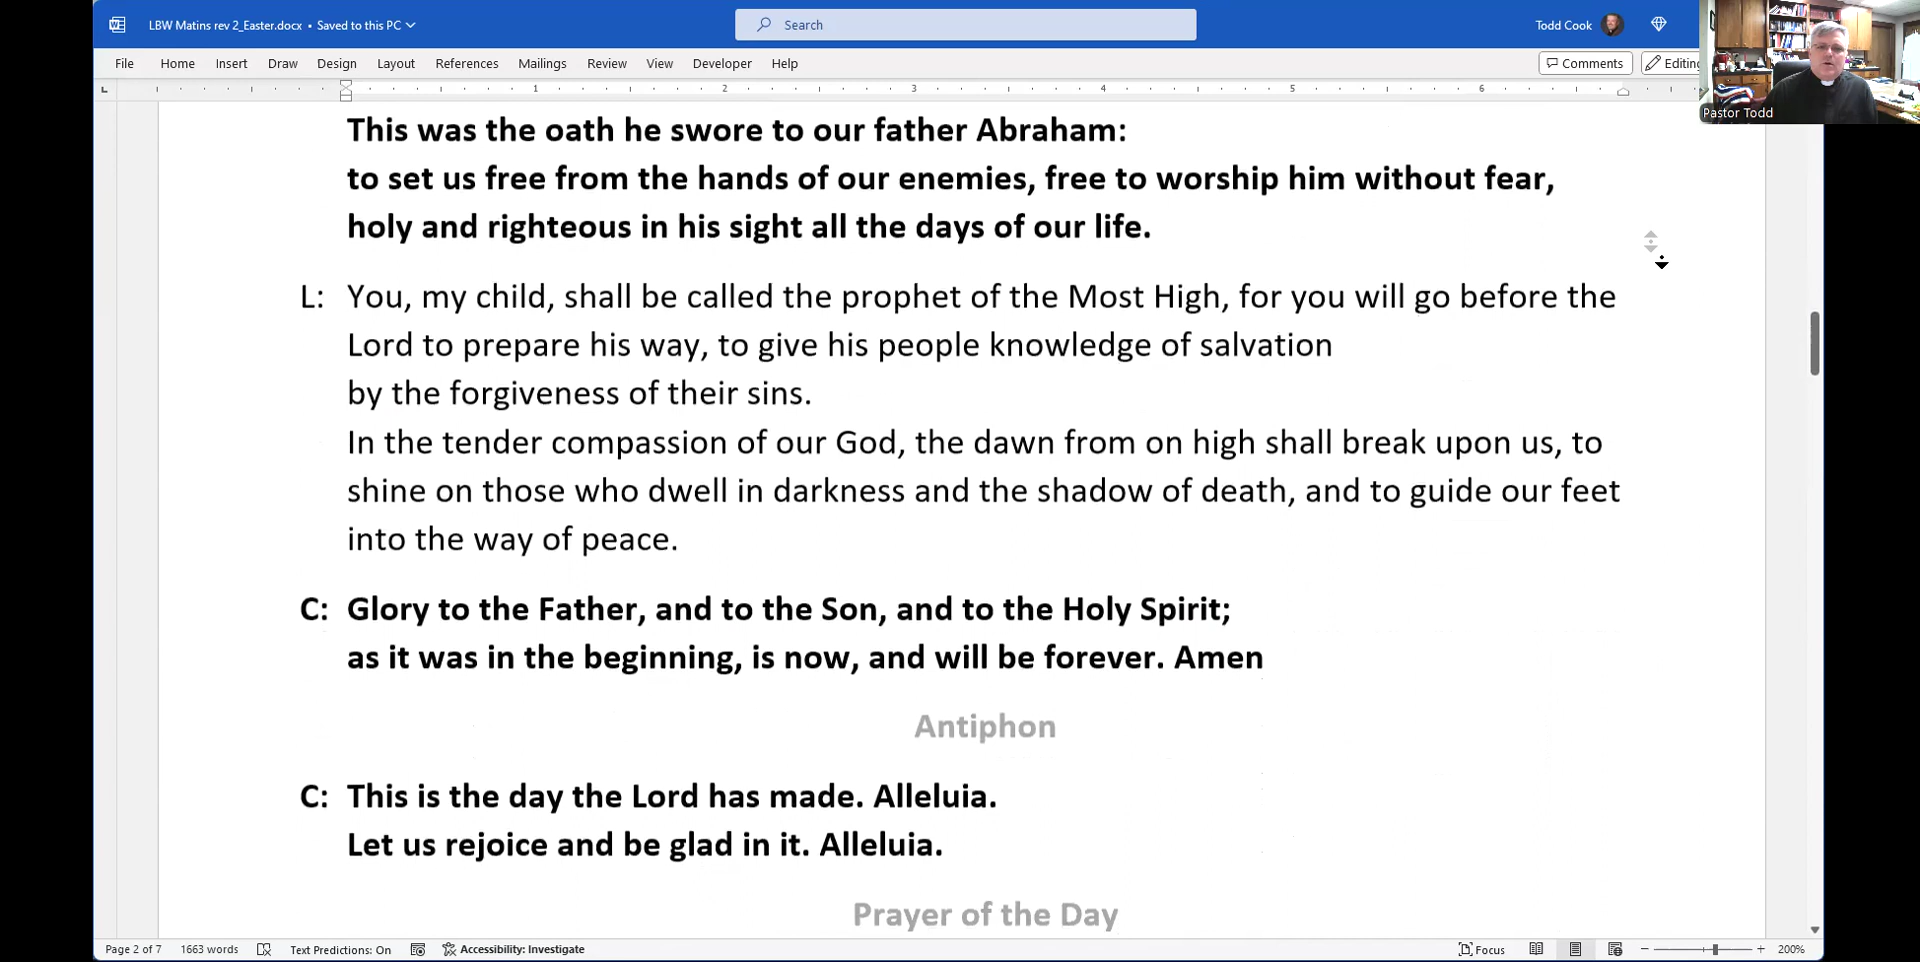 LBW Matins rev 2_Easter.docx • Saved to this PC
Search
Todd Cook
File Home Insert Draw Design Layout References Mailings Review View Developer Help
Comments
Editing
Pastor Todd
1 2 3 4 5 6
This was the oath he swore to our father Abraham:
to set us free from the hands of our enemies, free to worship him without fear,
holy and righteous in his sight all the days of our life.
L: You, my child, shall be called the prophet of the Most High, for you will go before the
Lord to prepare his way, to give his people knowledge of salvation
by the forgiveness of their sins.
In the tender compassion of our God, the dawn from on high shall break upon us, to
shine on those who dwell in darkness and the shadow of death, and to guide our feet
into the way of peace.
C: Glory to the Father, and to the Son, and to the Holy Spirit;
as it was in the beginning, is now, and will be forever. Amen
Antiphon
C: This is the day the Lord has made. Alleluia.
Let us rejoice and be glad in it. Alleluia.
Prayer of the Day
Page 2 of 7 1663 words Text Predictions: On Accessibility: Investigate Focus 200%